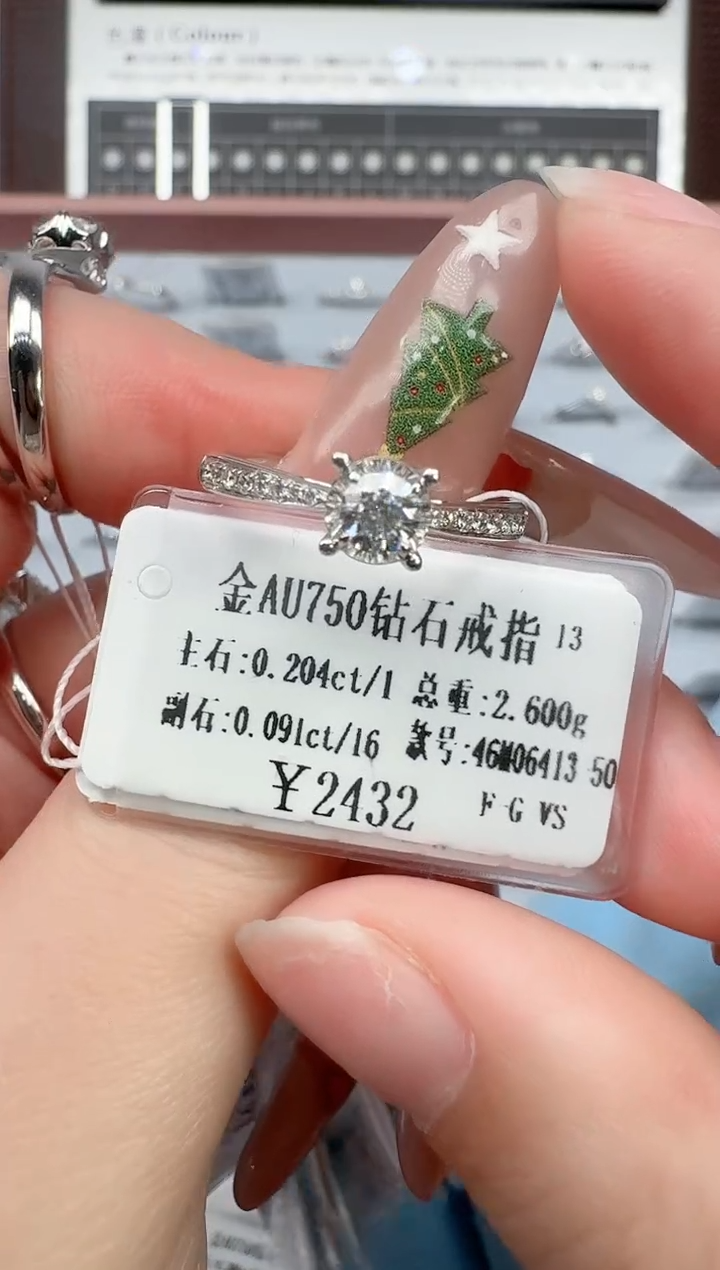 (Colour)
金AU750钻石戒指 13
主石:0.204ct/1 总重:2.600g
副石:0.091ct/16 款号:46M06413 50
¥2432 F-G VS